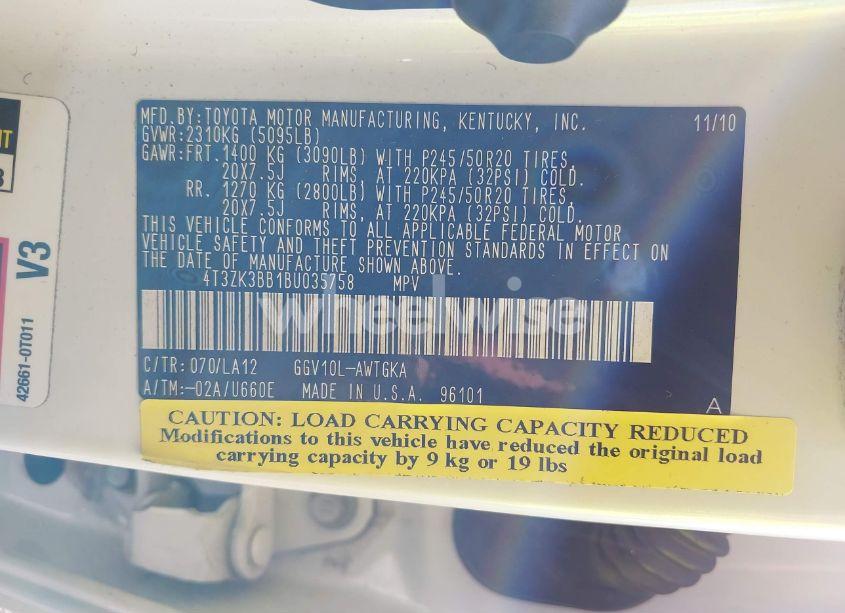 MFD.BY:TOYOTA MOTOR MANUFACTURING, KENTUCKY, INC. 11/10
GVWR:2310KG (5095LB)
GAWR:FRT. 1400 KG (3090LB) WITH P245/50R20 TIRES,
20X7.5J RIMS, AT 220KPA (32PSI) COLD.
RR. 1270 KG (2800LB) WITH P245/50R20 TIRES,
20X7.5J RIMS, AT 220KPA (32PSI) COLD.
THIS VEHICLE CONFORMS TO ALL APPLICABLE FEDERAL MOTOR
VEHICLE SAFETY AND THEFT PREVENTION STANDARDS IN EFFECT ON
THE DATE OF MANUFACTURE SHOWN ABOVE.
4T3ZK3BB1BU035758 MPV
Wheelwise
C/TR: 070/LA12 GGV10L-AWTGKA
A/TM:-02A/U660E MADE IN U.S.A. 96101
A
CAUTION: LOAD CARRYING CAPACITY REDUCED
Modifications to this vehicle have reduced the original load
carrying capacity by 9 kg or 19 lbs
V3
42661-0T011